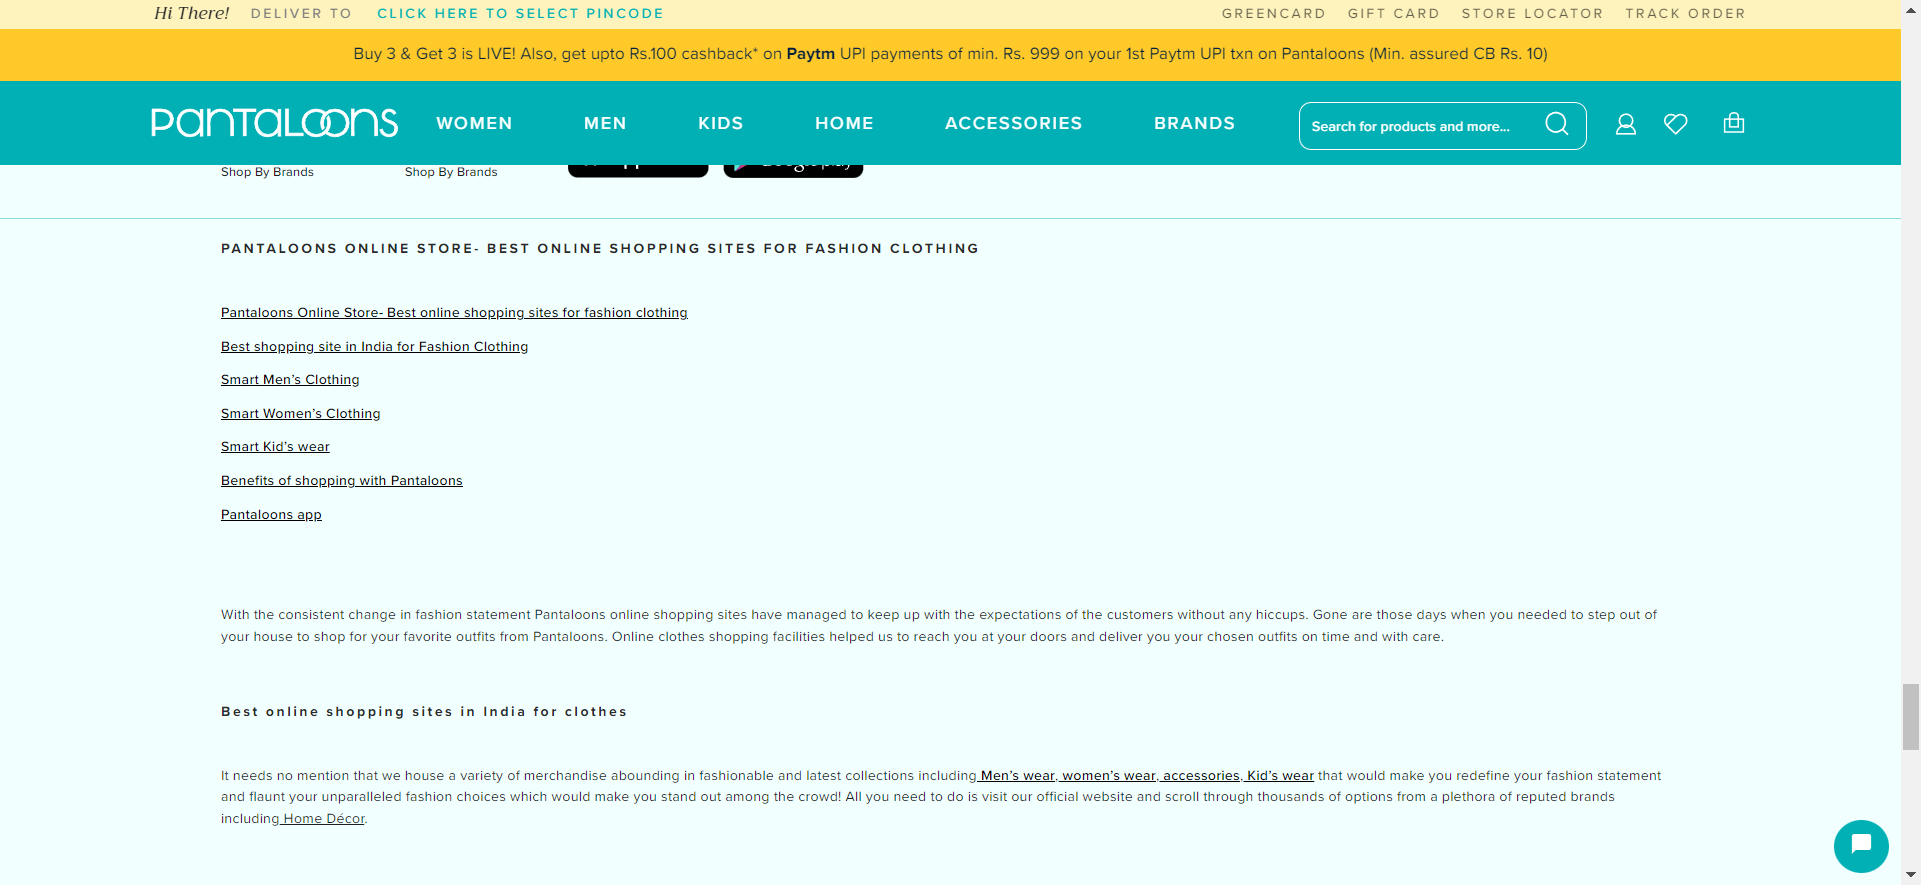 Hi There! DELIVER TO CLICK HERE TO SELECT PINCODE GREENCARD GIFT CARD STORE LOCATOR TRACK ORDER
Buy 3 & Get 3 is LIVE! Also, get upto Rs.100 cashback* on Paytm UPI payments of min. Rs. 999 on your 1st Paytm UPI txn on Pantaloons (Min. assured CB Rs. 10)
PANTALOONS WOMEN MEN KIDS HOME ACCESSORIES BRANDS Search for products and more...
Shop By Brands Shop By Brands
PANTALOONS ONLINE STORE- BEST ONLINE SHOPPING SITES FOR FASHION CLOTHING
Pantaloons Online Store- Best online shopping sites for fashion clothing
Best shopping site in India for Fashion Clothing
Smart Men’s Clothing
Smart Women’s Clothing
Smart Kid’s wear
Benefits of shopping with Pantaloons
Pantaloons app
With the consistent change in fashion statement Pantaloons online shopping sites have managed to keep up with the expectations of the customers without any hiccups. Gone are those days when you needed to step out of
your house to shop for your favorite outfits from Pantaloons. Online clothes shopping facilities helped us to reach you at your doors and deliver you your chosen outfits on time and with care.
Best online shopping sites in India for clothes
It needs no mention that we house a variety of merchandise abounding in fashionable and latest collections including Men’s wear, women’s wear, accessories, Kid’s wear that would make you redefine your fashion statement
and flaunt your unparalleled fashion choices which would make you stand out among the crowd! All you need to do is visit our official website and scroll through thousands of options from a plethora of reputed brands
including Home Décor.